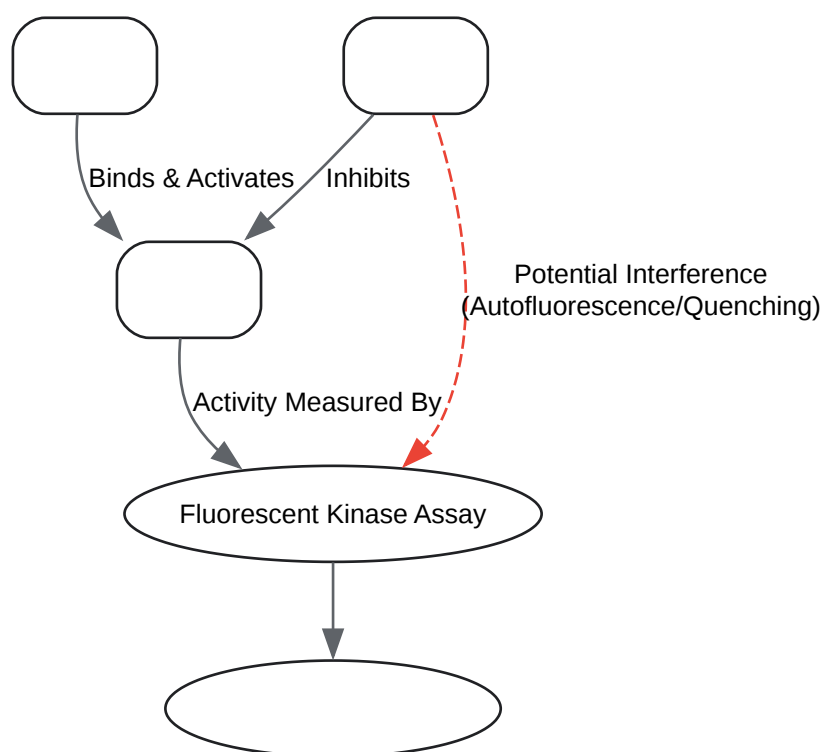 Binds & Activates
Inhibits
Potential Interference
(Autofluorescence/Quenching)
Activity Measured By
Fluorescent Kinase Assay